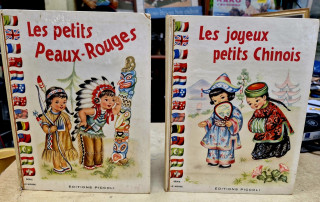 Les petits
Peaux-Rouges
EDITIONS PICCOLI
Les joyeux
petits Chinois
EDITIONS PICCOLI